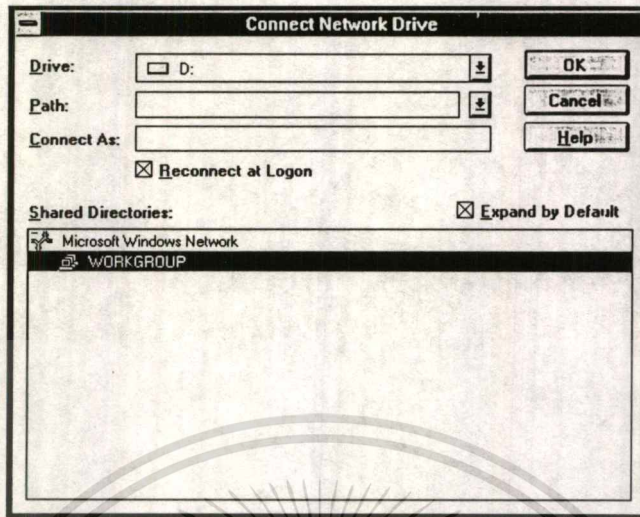 Connect Network Drive
Drive:
D:
OK
Path:
Cancel
Connect As:
Help
Reconnect at Logon
Shared Directories:
Expand by Default
Microsoft Windows Network
WORKGROUP